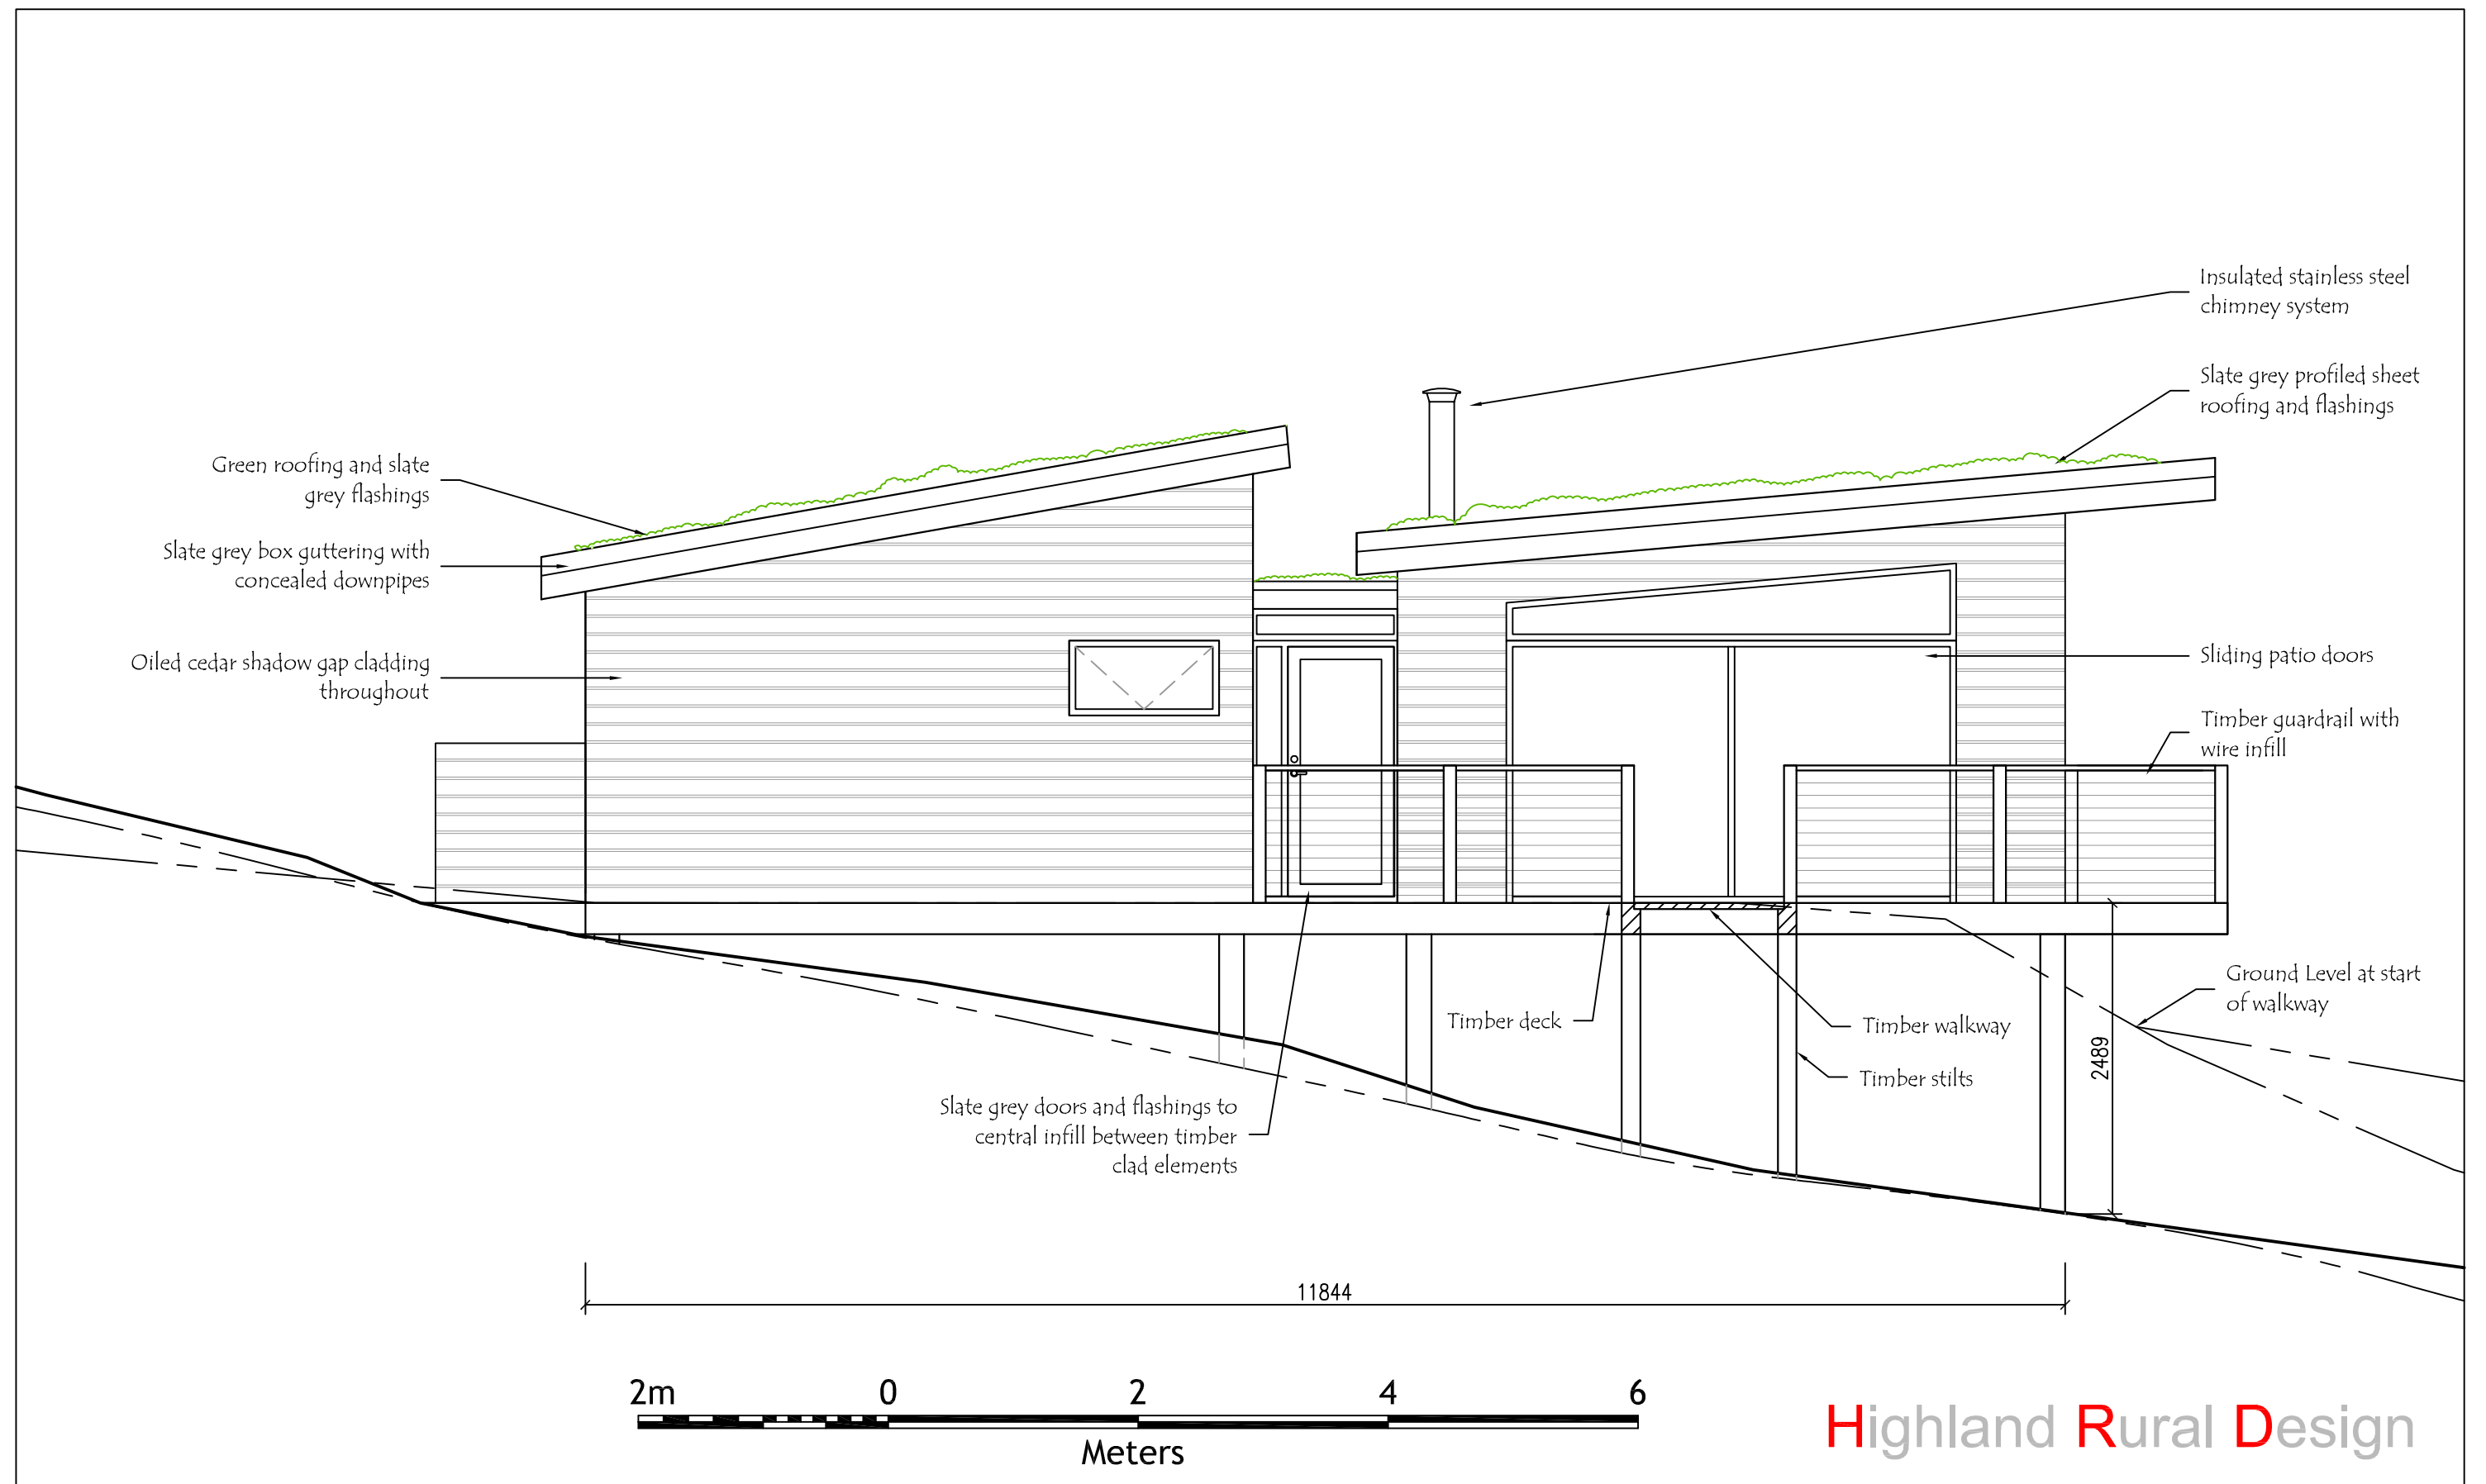 Insulated stainless steel
chimney system
Slate grey profiled sheet
roofing and flashings
Green roofing and slate
grey flashings
Slate grey box guttering with
concealed downpipes
Oiled cedar shadow gap cladding
throughout
Sliding patio doors
Timber guardrail with
wire infill
Ground Level at start
of walkway
Timber deck
Timber walkway
Timber stilts
2489
Slate grey doors and flashings to
central infill between timber
clad elements
11844
2m 0 2 4 6
Meters
Highland Rural Design